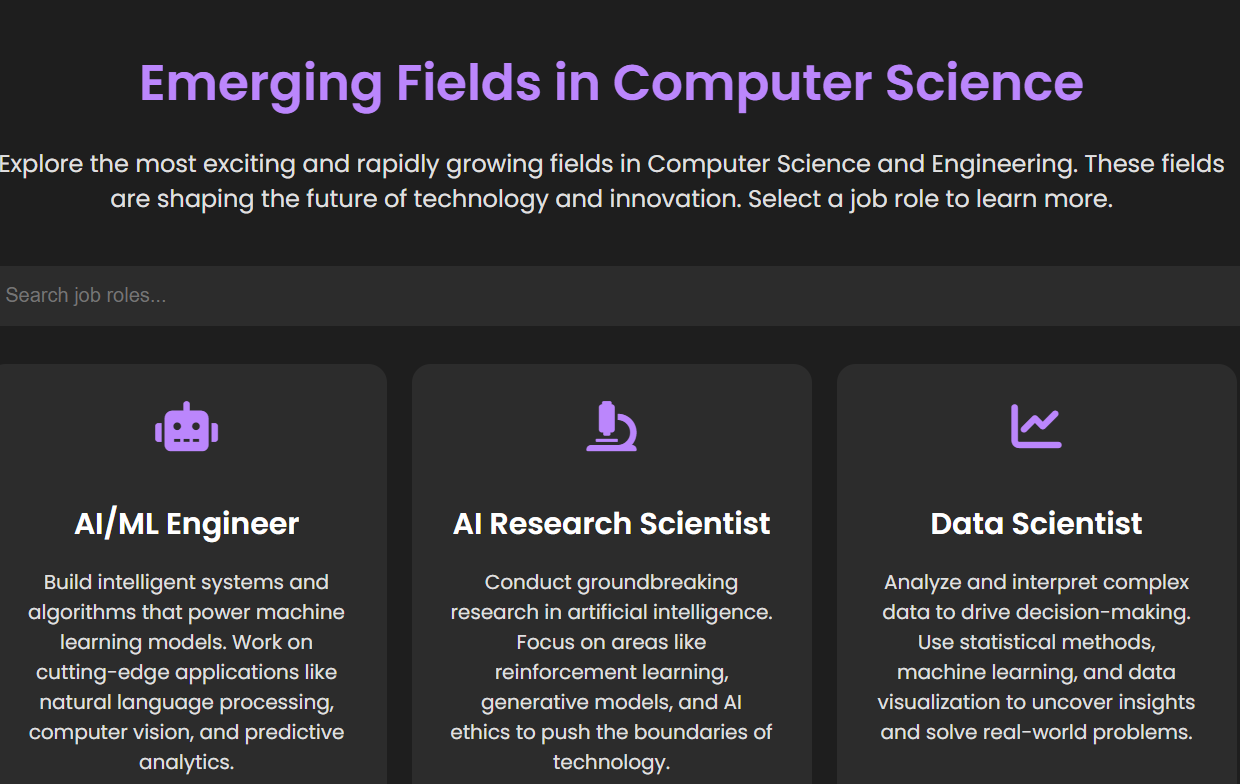 Emerging Fields in Computer Science
Explore the most exciting and rapidly growing fields in Computer Science and Engineering. These fields
are shaping the future of technology and innovation. Select a job role to learn more.
Search job roles...
AI/ML Engineer
Build intelligent systems and
algorithms that power machine
learning models. Work on
cutting-edge applications like
natural language processing,
computer vision, and predictive
analytics.
AI Research Scientist
Conduct groundbreaking
research in artificial intelligence.
Focus on areas like
reinforcement learning,
generative models, and AI
ethics to push the boundaries of
technology.
Data Scientist
Analyze and interpret complex
data to drive decision-making.
Use statistical methods,
machine learning, and data
visualization to uncover insights
and solve real-world problems.